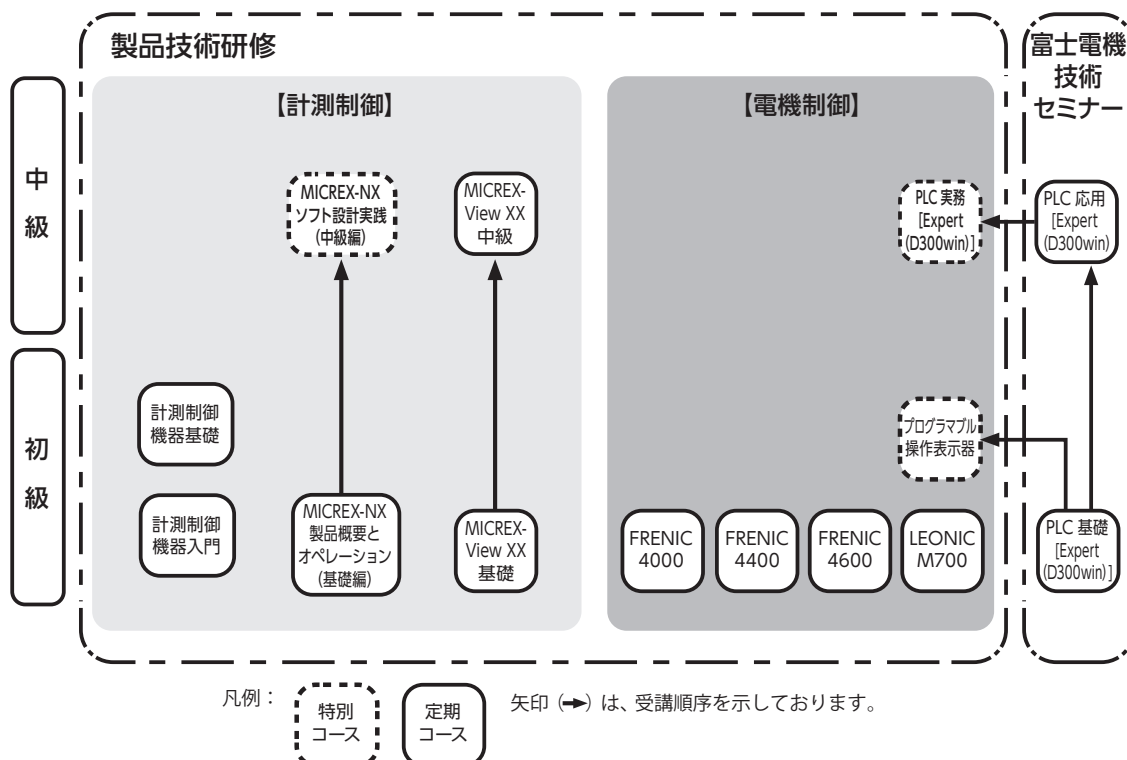 製品技術研修
富士電機
技術
セミナー
【計測制御】
【電機制御】
中
級
MICREX-NX
ソフト設計実践
(中級編)
MICREX-
View XX
中級
PLC 実務
[Expert
(D300win)]
PLC 応用
[Expert
(D300win)
初
級
計測制御
機器基礎
プログラマブル
操作表示器
計測制御
機器入門
MICREX-NX
製品概要と
オペレーション
(基礎編)
MICREX-
View XX
基礎
FRENIC
4000
FRENIC
4400
FRENIC
4600
LEONIC
M700
PLC 基礎
[Expert
(D300win)]
凡例：
特別
コース
定期
コース
矢印（➞）は、受講順序を示しております。